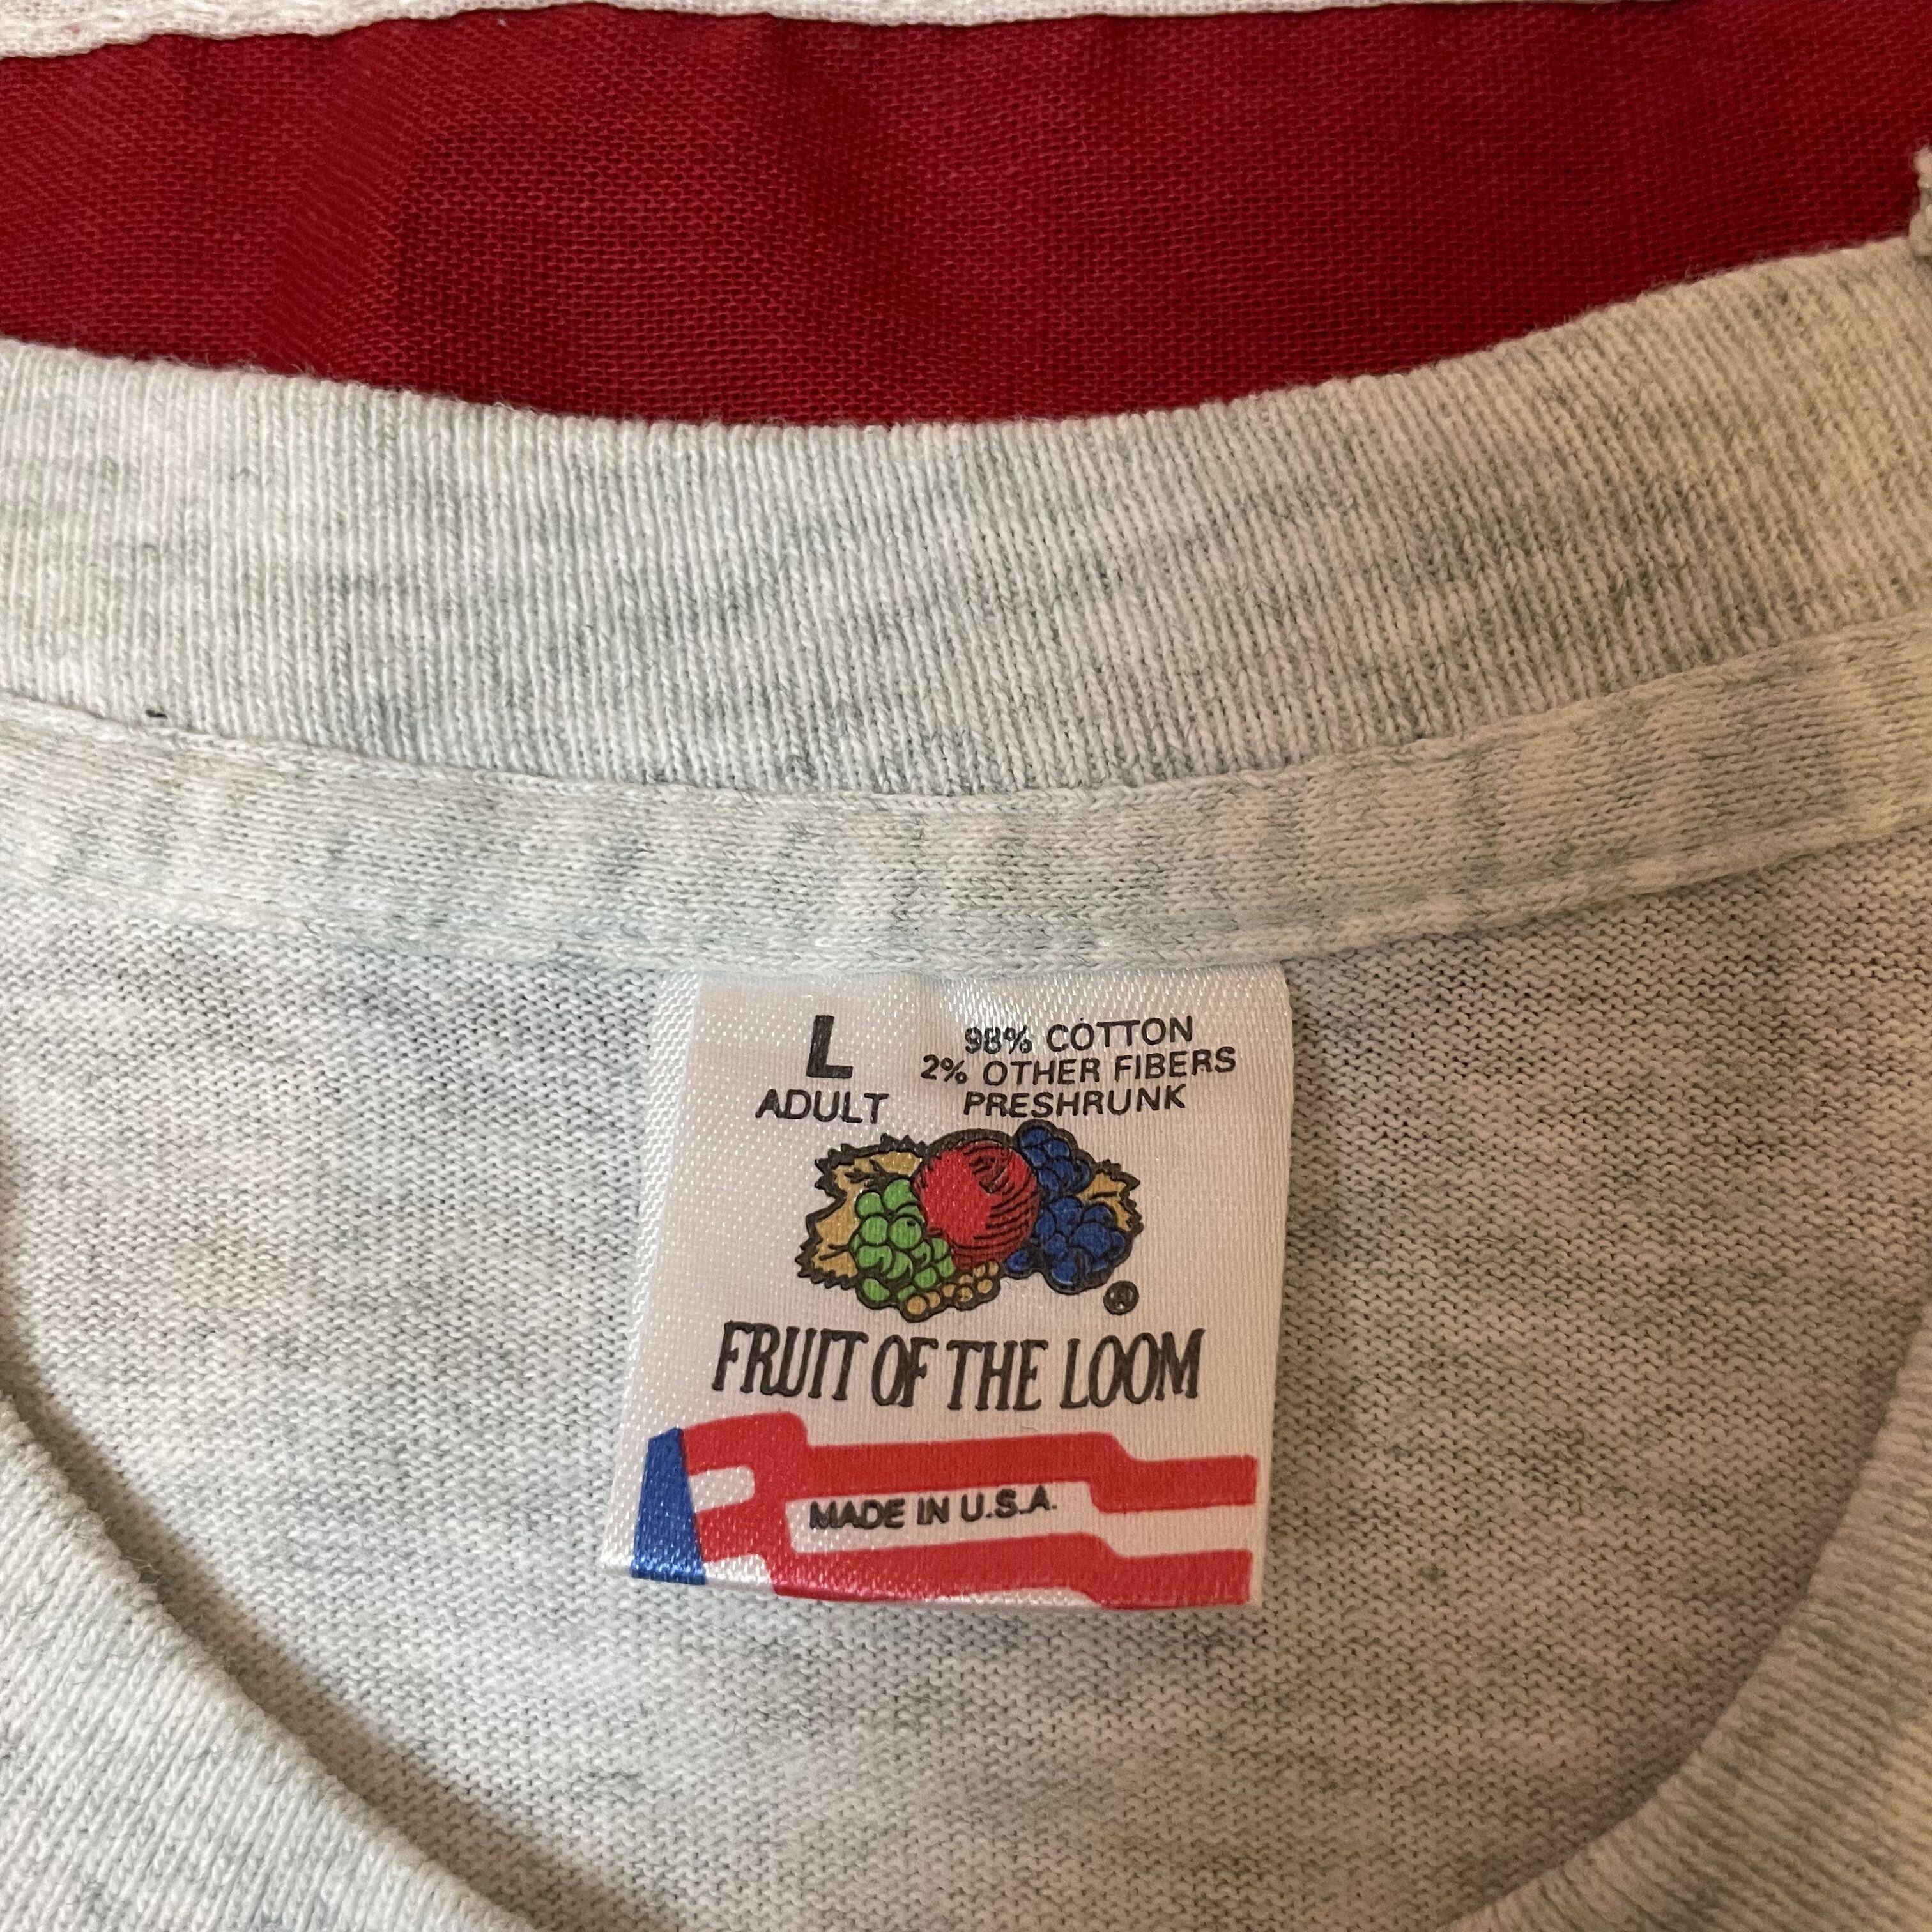 L
ADULT
98% COTTON
2% OTHER FIBERS
PRESHRUNK
®
FRUIT OF THE LOOM
MADE IN U.S.A.